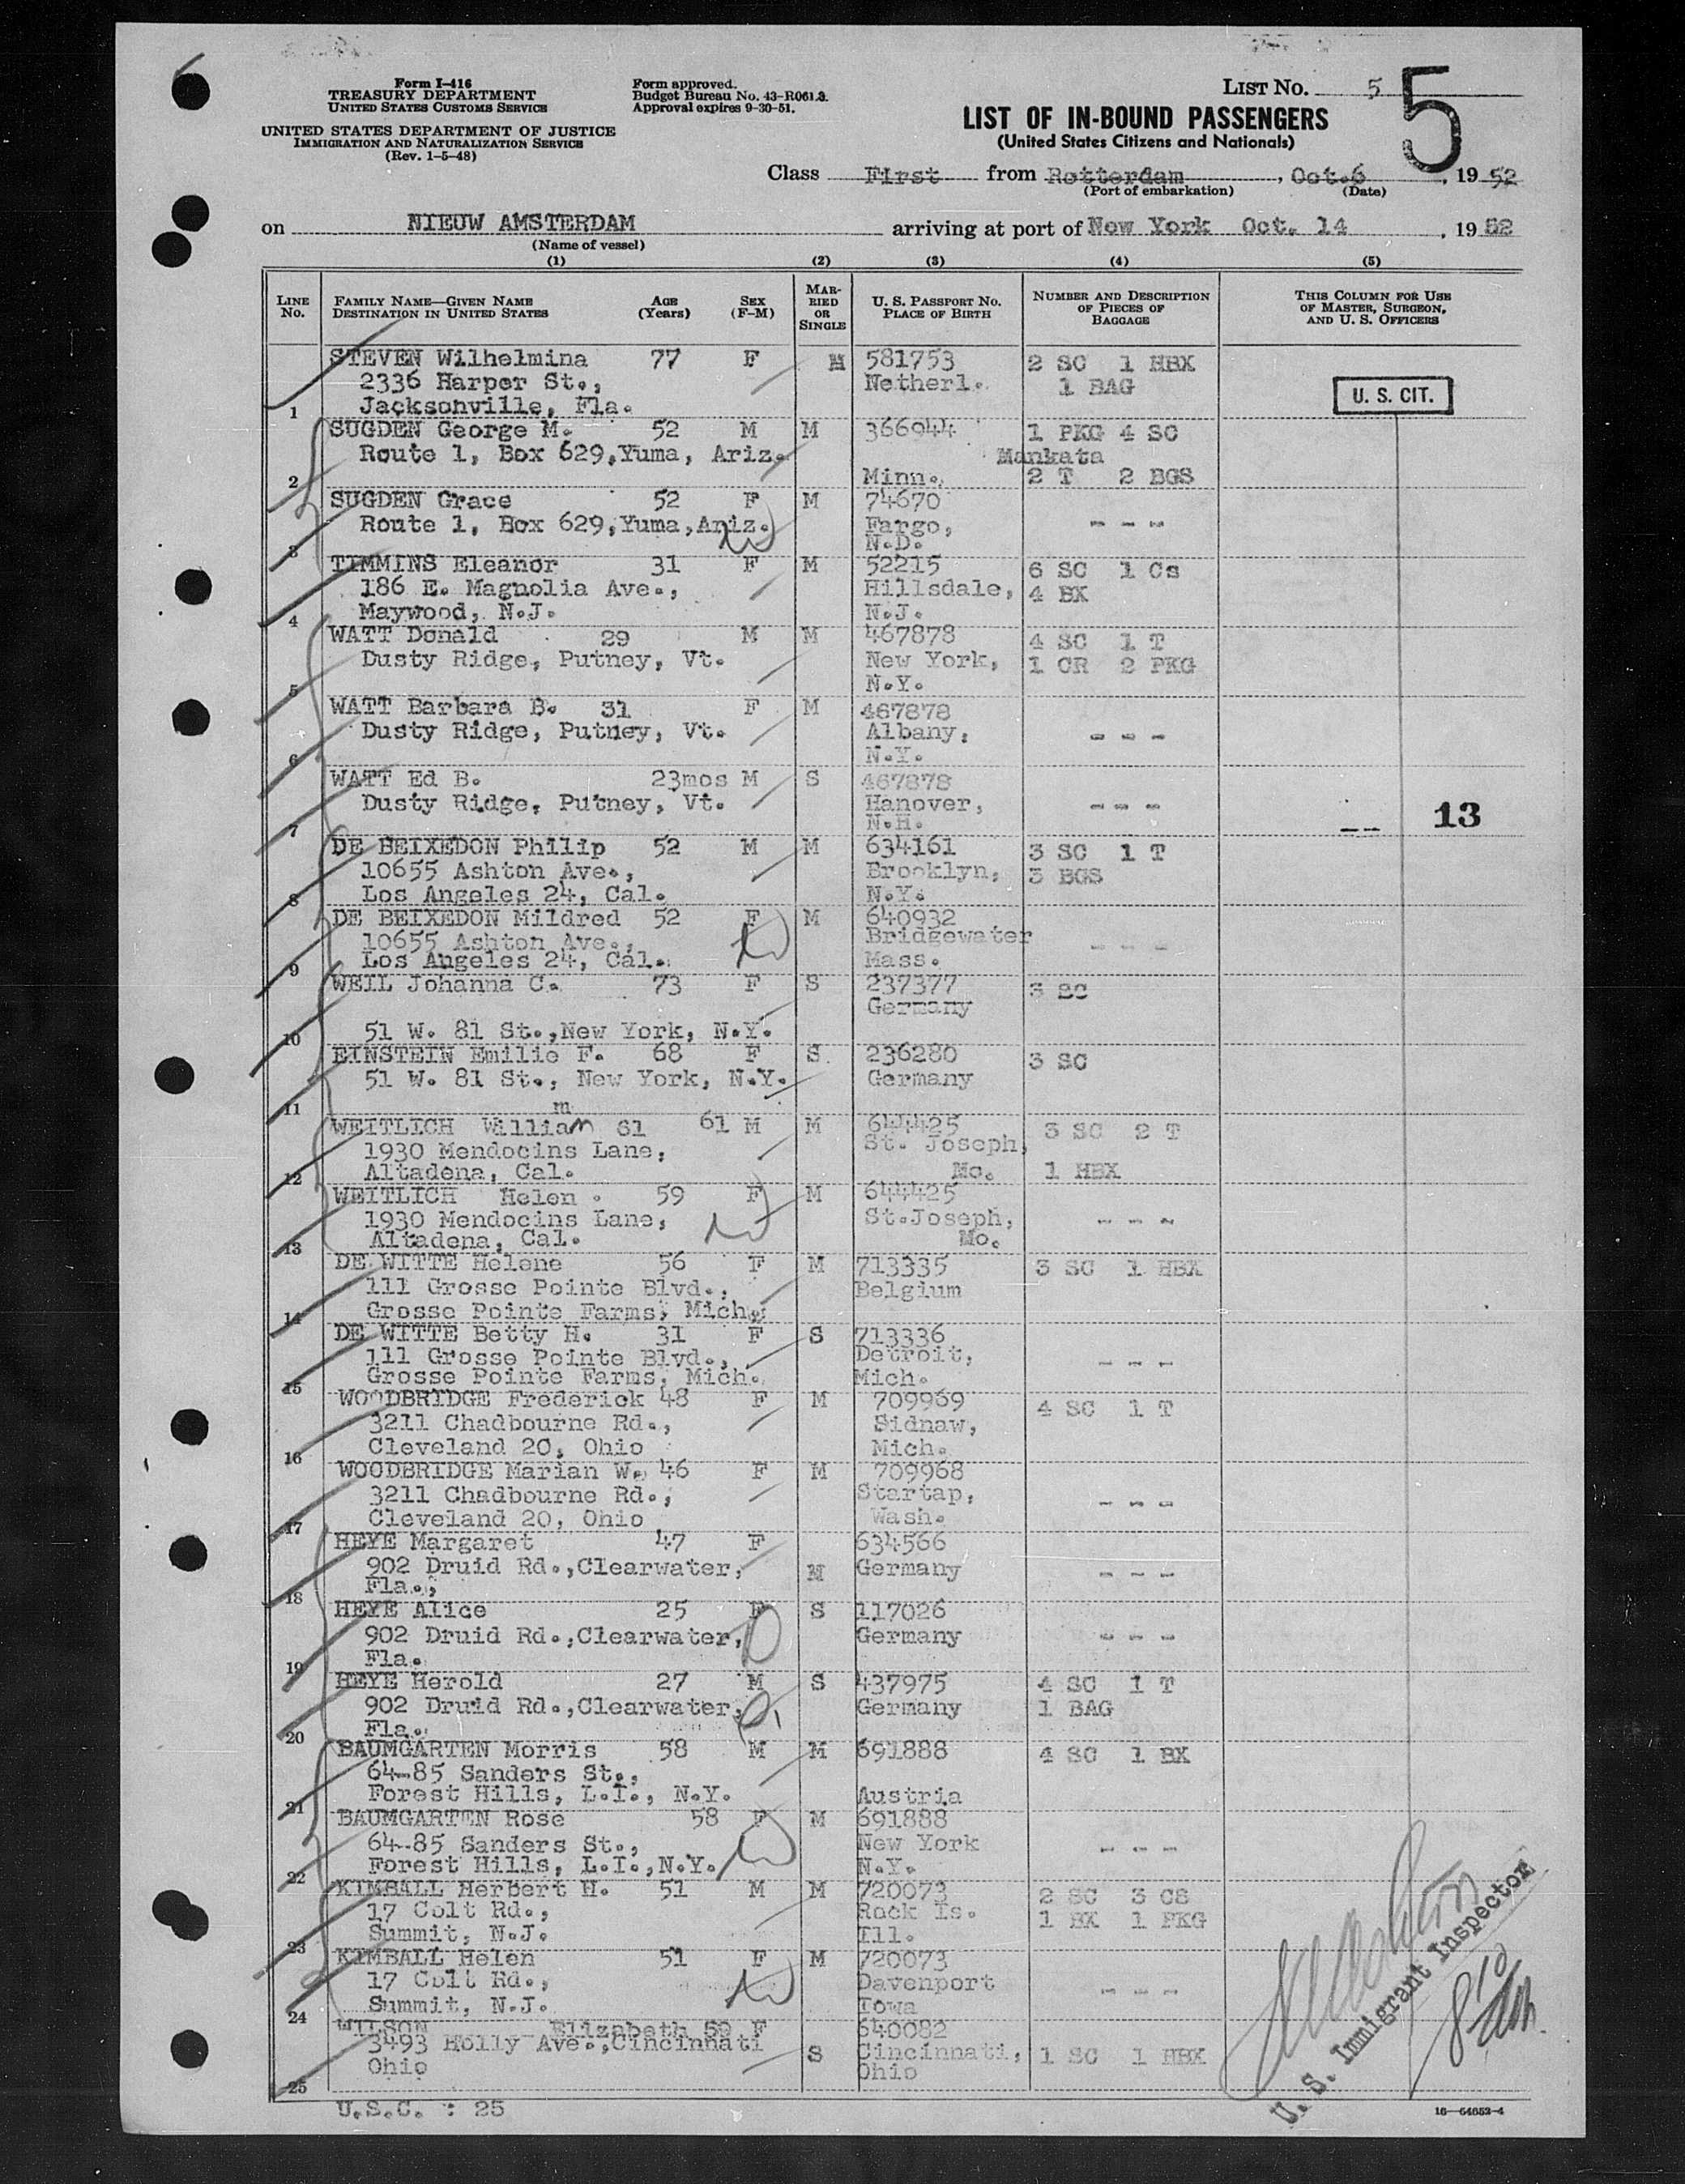 Form I-416
TREASURY DEPARTMENT
UNITED STATES CUSTOMS SERVICE
UNITED STATES DEPARTMENT OF JUSTICE
IMMIGRATION AND NATURALIZATION SERVICE
(Rev. 1-5-48)
Form approved.
Budget Bureau No. 43-R061.3.
Approval expires 9-30-51.
LIST NO. 5
5
LIST OF IN-BOUND PASSENGERS
(United States Citizens and Nationals)
Class First from Rotterdam, Oct.6, 1952
(Port of embarkation) (Date)
on NIEUW AMSTERDAM arriving at port of New York Oct. 14, 1952
(Name of vessel)
(1) (2) (3) (4) (5)
LINE NO. FAMILY NAME—GIVEN NAME DESTINATION IN UNITED STATES AGE (Years) SEX (F-M) MARRIED OR SINGLE U. S. PASSPORT NO. PLACE OF BIRTH NUMBER AND DESCRIPTION OF PIECES OF BAGGAGE THIS COLUMN FOR USE OF MASTER, SURGEON, AND U. S. OFFICERS
STEVEN Wilhelmina 77 F M 581753 2 SC 1 HBX
2336 Harper St., Netherl. 1 BAG
U. S. CIT.
1 Jacksonville, Fla.
SUGDEN George M. 52 M M 366944 1 PKG 4 SC
Route 1, Box 629,Yuma, Ariz. Mankata
2 Minn., 2 T 2 BGS
SUGDEN Grace 52 F M 74670
Route 1, Box 629,Yuma,Ariz. Fargo, - - -
3 N.D.
TIMMINS Eleanor 31 F M 52215 6 SC 1 Cs
186 E. Magnolia Ave., Hillsdale, 4 BX
4 Maywood, N.J. N.J.
WATT Donald 29 M M 467878 4 SC 1 T
Dusty Ridge, Putney, Vt. New York, 1 CR 2 PKG
5 N.Y.
WATT Barbara B. 31 F M 467878
Dusty Ridge, Putney, Vt. Albany, - - -
6 N.Y.
WATT Ed B. 23mos M S 467878
Dusty Ridge, Putney, Vt. Hanover, - - -
-- 13
7 N.H.
DE BEIXEDON Philip 52 M M 634161 3 SC 1 T
10655 Ashton Ave., Brooklyn, 3 BGS
8 Los Angeles 24, Cal. N.Y.
DE BEIXEDON Mildred 52 F M 640932
10655 Ashton Ave., Bridgewater - - -
9 Los Angeles 24, Cal. Mass.
WEIL Johanna C. 73 F S 237377 3 SC
Germany
10 51 W. 81 St.,New York, N.Y.
EINSTEIN Emilie F. 68 F S. 236280 3 SC
51 W. 81 St., New York, N.Y. Germany
11
m
WEITLICH William 61 61 M M 644425 3 SC 2 T
1930 Mendocins Lane, St. Joseph,
12 Altadena, Cal. Mo. 1 HBX
WEITLICH Helen . 59 F M 644425
1930 Mendocins Lane, St.Joseph, - - -
13 Altadena, Cal. Mo.
DE WITTE Helene 56 F M 713335 3 SC 1 HBX
111 Grosse Pointe Blvd., Belgium
14 Grosse Pointe Farms, Mich.
DE WITTE Betty H. 31 F S 713336
111 Grosse Pointe Blvd., Detroit, - - -
15 Grosse Pointe Farms, Mich. Mich.
WOODBRIDGE Frederick 48 F M 709969 4 SC 1 T
3211 Chadbourne Rd., Sidnaw,
16 Cleveland 20, Ohio Mich.
WOODBRIDGE Marian W. 46 F M 709968
3211 Chadbourne Rd., Startap, - - -
17 Cleveland 20, Ohio Wash.
HEYE Margaret 47 F 634566
902 Druid Rd.,Clearwater, M Germany - - -
18 Fla.,
HEYE Alice 25 F S 117026
902 Druid Rd.,Clearwater, Germany - - -
19 Fla.
HEYE Herold 27 M S 437975 4 SC 1 T
902 Druid Rd.,Clearwater, Germany 1 BAG
20 Fla.
BAUMGARTEN Morris 58 M M 691888 4 SC 1 BX
64-85 Sanders St.,
21 Forest Hills, L.I., N.Y. Austria
BAUMGARTEN Rose 58 F M 691888
64-85 Sanders St., New York - - -
22 Forest Hills, L.I.,N.Y. N.Y.
KIMBALL Herbert H. 51 M M 720073 2 SC 3 CS
17 Colt Rd., Rock Is. 1 BX 1 PKG
23 Summit, N.J. Ill.
KIMBALL Helen 51 F M 720073
17 Colt Rd., Davenport - - -
24 Summit, N.J. Iowa
WILSON Elizabeth 59 F 640082
3493 Holly Ave.,Cincinnati S Cincinnati, 1 SC 1 HBX
25 Ohio Ohio
U. S. Immigrant Inspector
U.S.C. : 25
16—54652-4